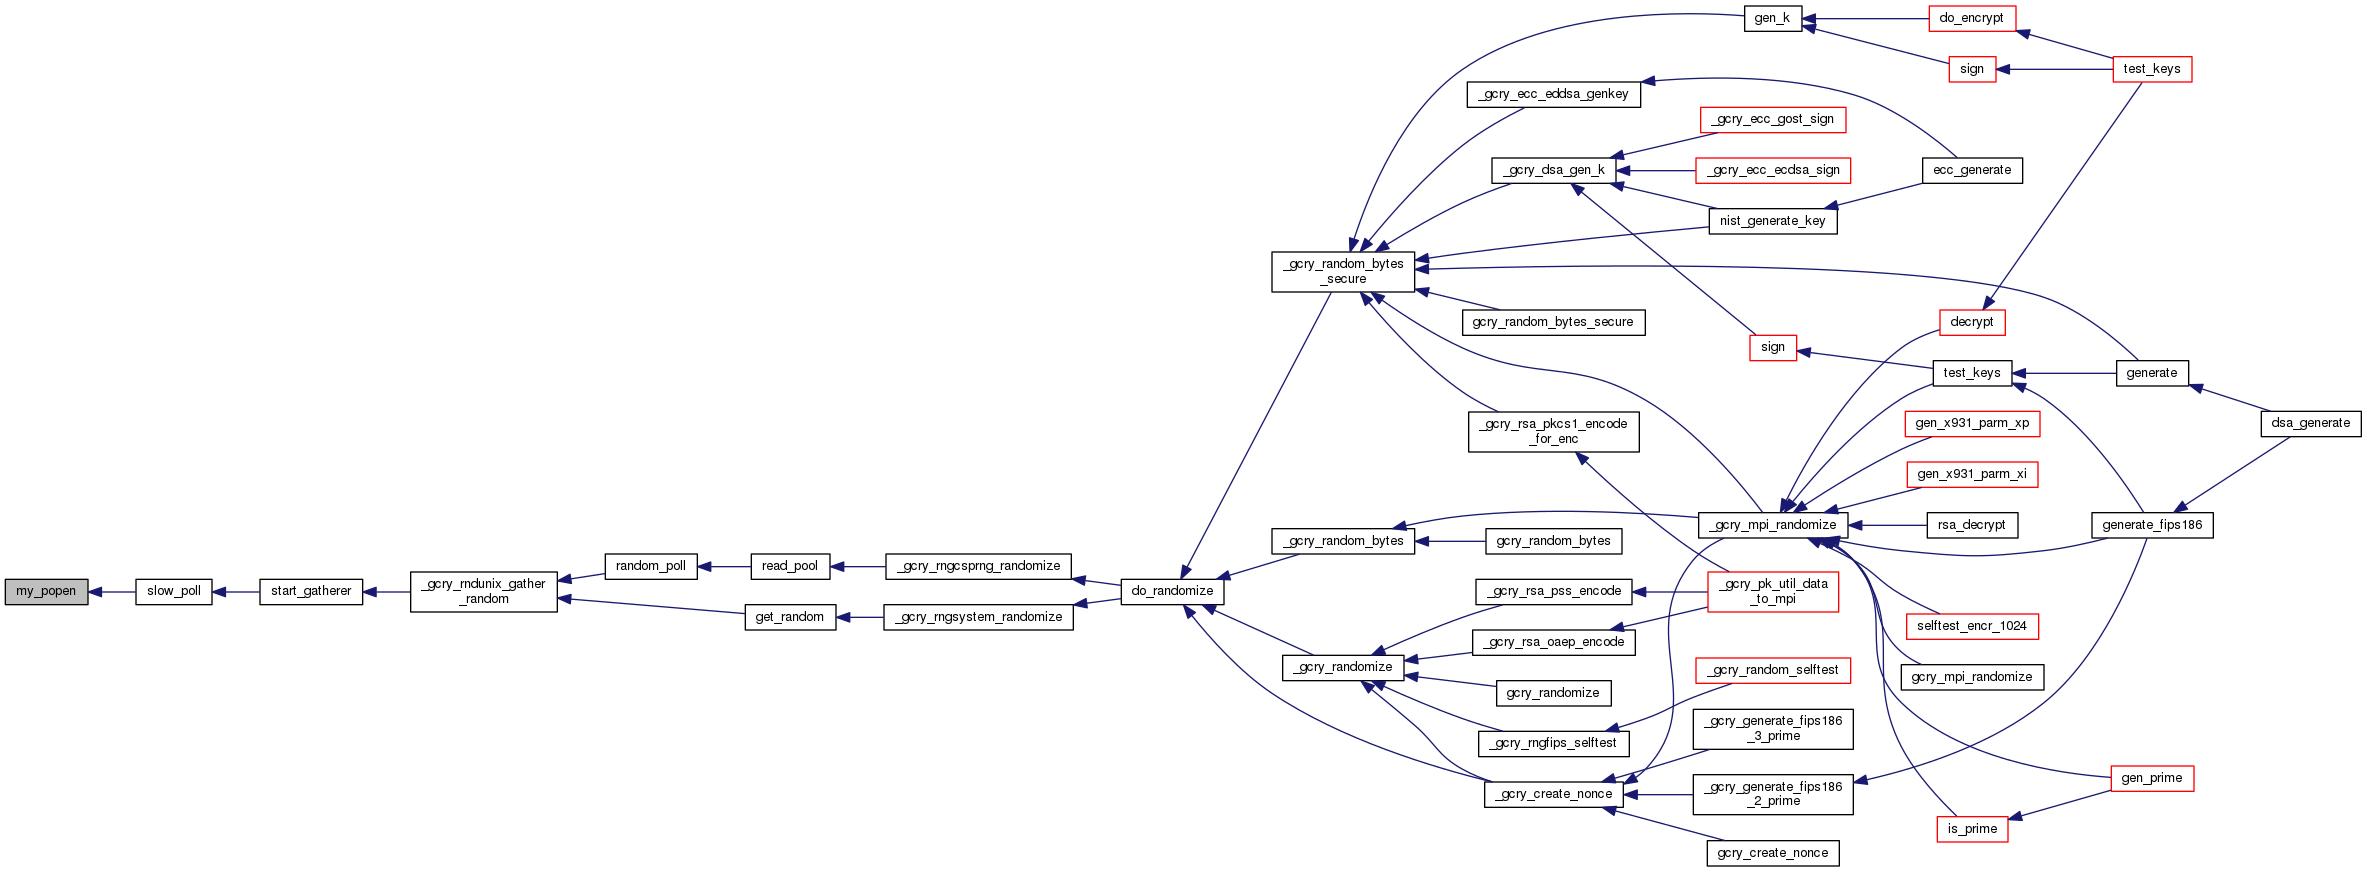 my_popen
slow_poll
start_gatherer
_gcry_rndunix_gather
_random
random_poll
get_random
read_pool
_gcry_rngcsprng_randomize
_gcry_rngsystem_randomize
do_randomize
_gcry_random_bytes
_secure
_gcry_random_bytes
_gcry_randomize
gen_k
_gcry_ecc_eddsa_genkey
_gcry_dsa_gen_k
gcry_random_bytes_secure
_gcry_rsa_pkcs1_encode
_for_enc
gcry_random_bytes
_gcry_rsa_pss_encode
_gcry_rsa_oaep_encode
gcry_randomize
_gcry_rngfips_selftest
_gcry_create_nonce
_gcry_ecc_gost_sign
_gcry_ecc_ecdsa_sign
nist_generate_key
sign
_gcry_mpi_randomize
_gcry_pk_util_data
_to_mpi
_gcry_random_selftest
_gcry_generate_fips186
_3_prime
_gcry_generate_fips186
_2_prime
gcry_create_nonce
do_encrypt
sign
ecc_generate
decrypt
test_keys
gen_x931_parm_xp
gen_x931_parm_xi
rsa_decrypt
selftest_encr_1024
gcry_mpi_randomize
is_prime
test_keys
generate
generate_fips186
gen_prime
dsa_generate